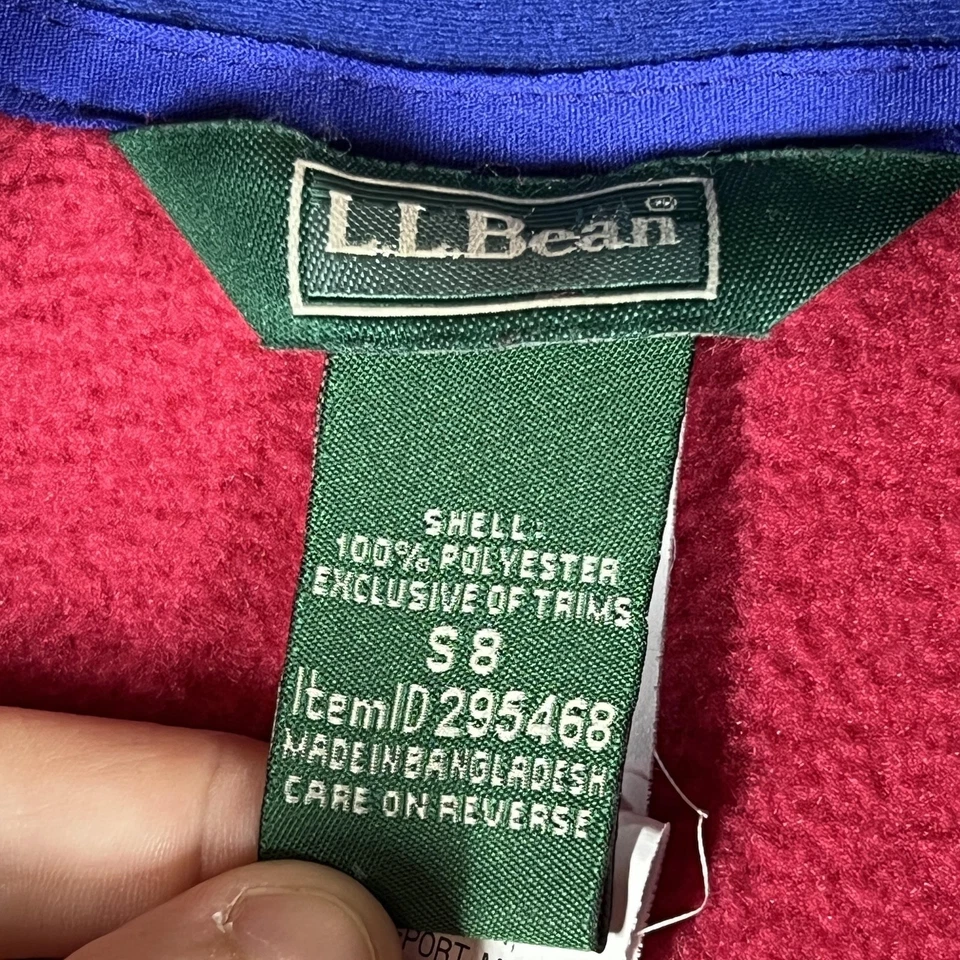 L.L.Bean®
SHELL:
100% POLYESTER
EXCLUSIVE OF TRIMS
S 8
ItemID 295468
MADE IN BANGLADESH
CARE ON REVERSE